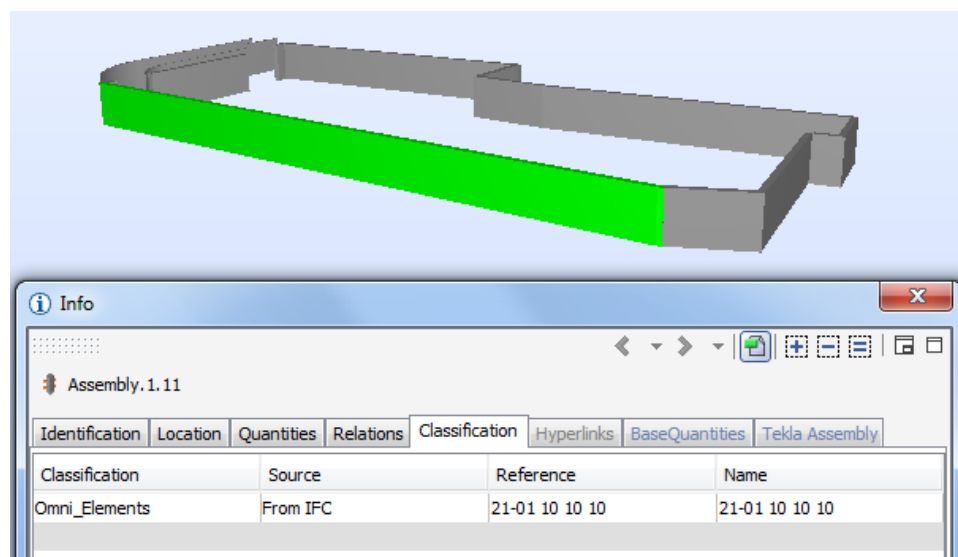 Info
Assembly.1.11
Identification Location Quantities Relations Classification Hyperlinks BaseQuantities Tekla Assembly
Classification Source Reference Name
Omni_Elements From IFC 21-01 10 10 10 21-01 10 10 10